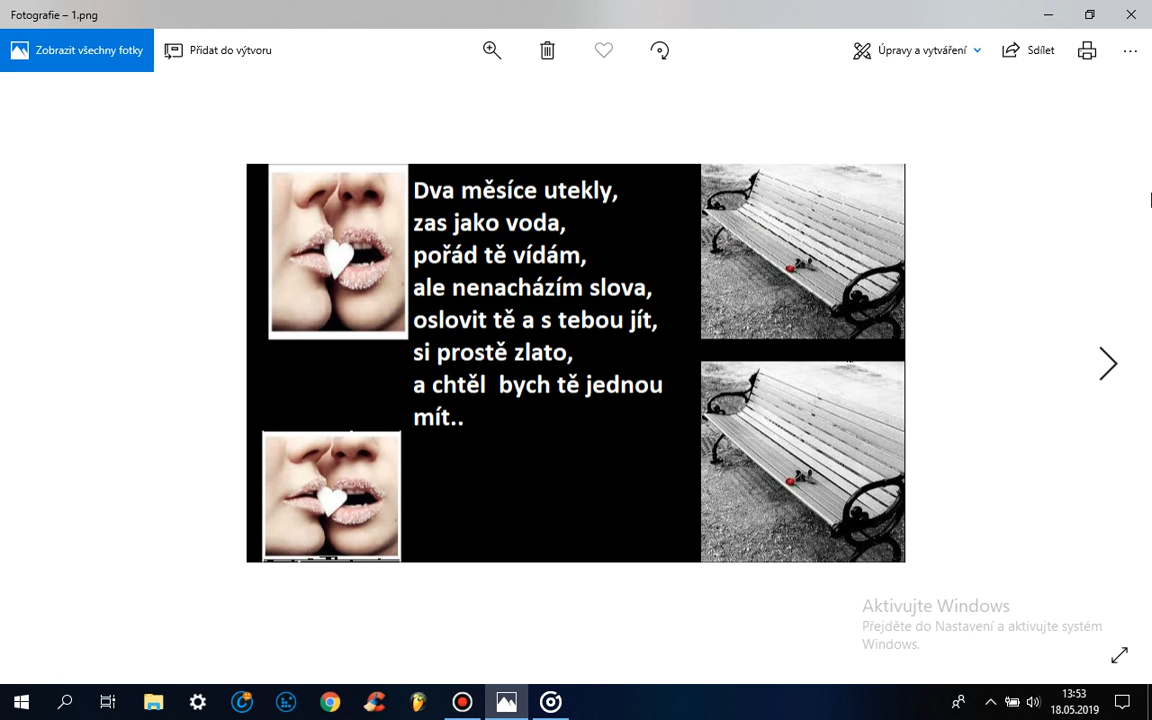 Fotografie – 1.png
Zobrazit všechny fotky
Přidat do výtvoru
Úpravy a vytváření
Sdílet
Dva měsíce utekly,
zas jako voda,
pořád tě vídám,
ale nenacházím slova,
oslovit tě a s tebou jít,
si prostě zlato,
a chtěl  bych tě jednou
mít..
Aktivujte Windows
Přejděte do Nastavení a aktivujte systém
Windows.
13:53
18.05.2019